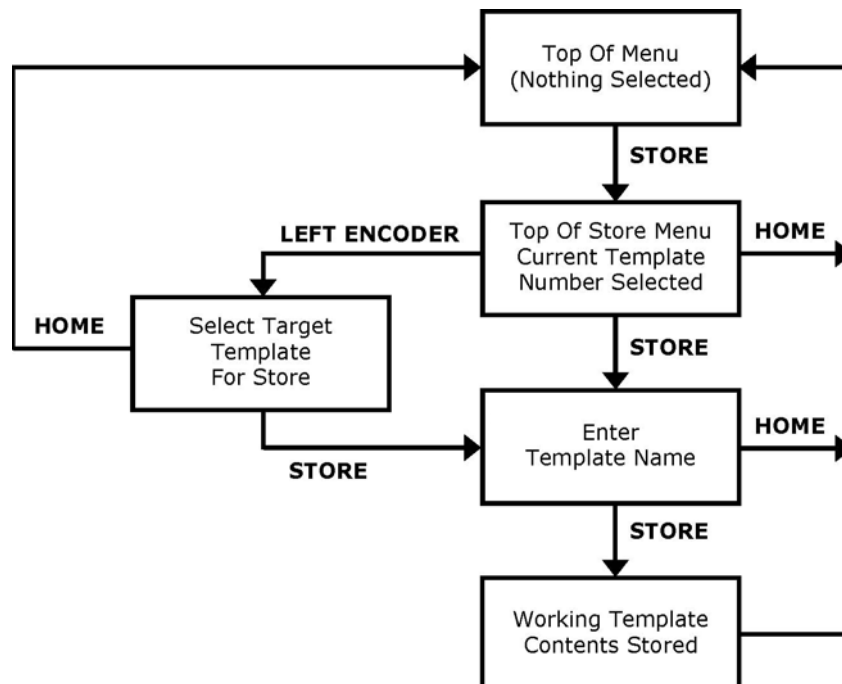 Top Of Menu
(Nothing Selected)
STORE
LEFT ENCODER
Top Of Store Menu
Current Template
Number Selected
HOME
HOME
Select Target
Template
For Store
STORE
Enter
Template Name
HOME
STORE
STORE
Working Template
Contents Stored